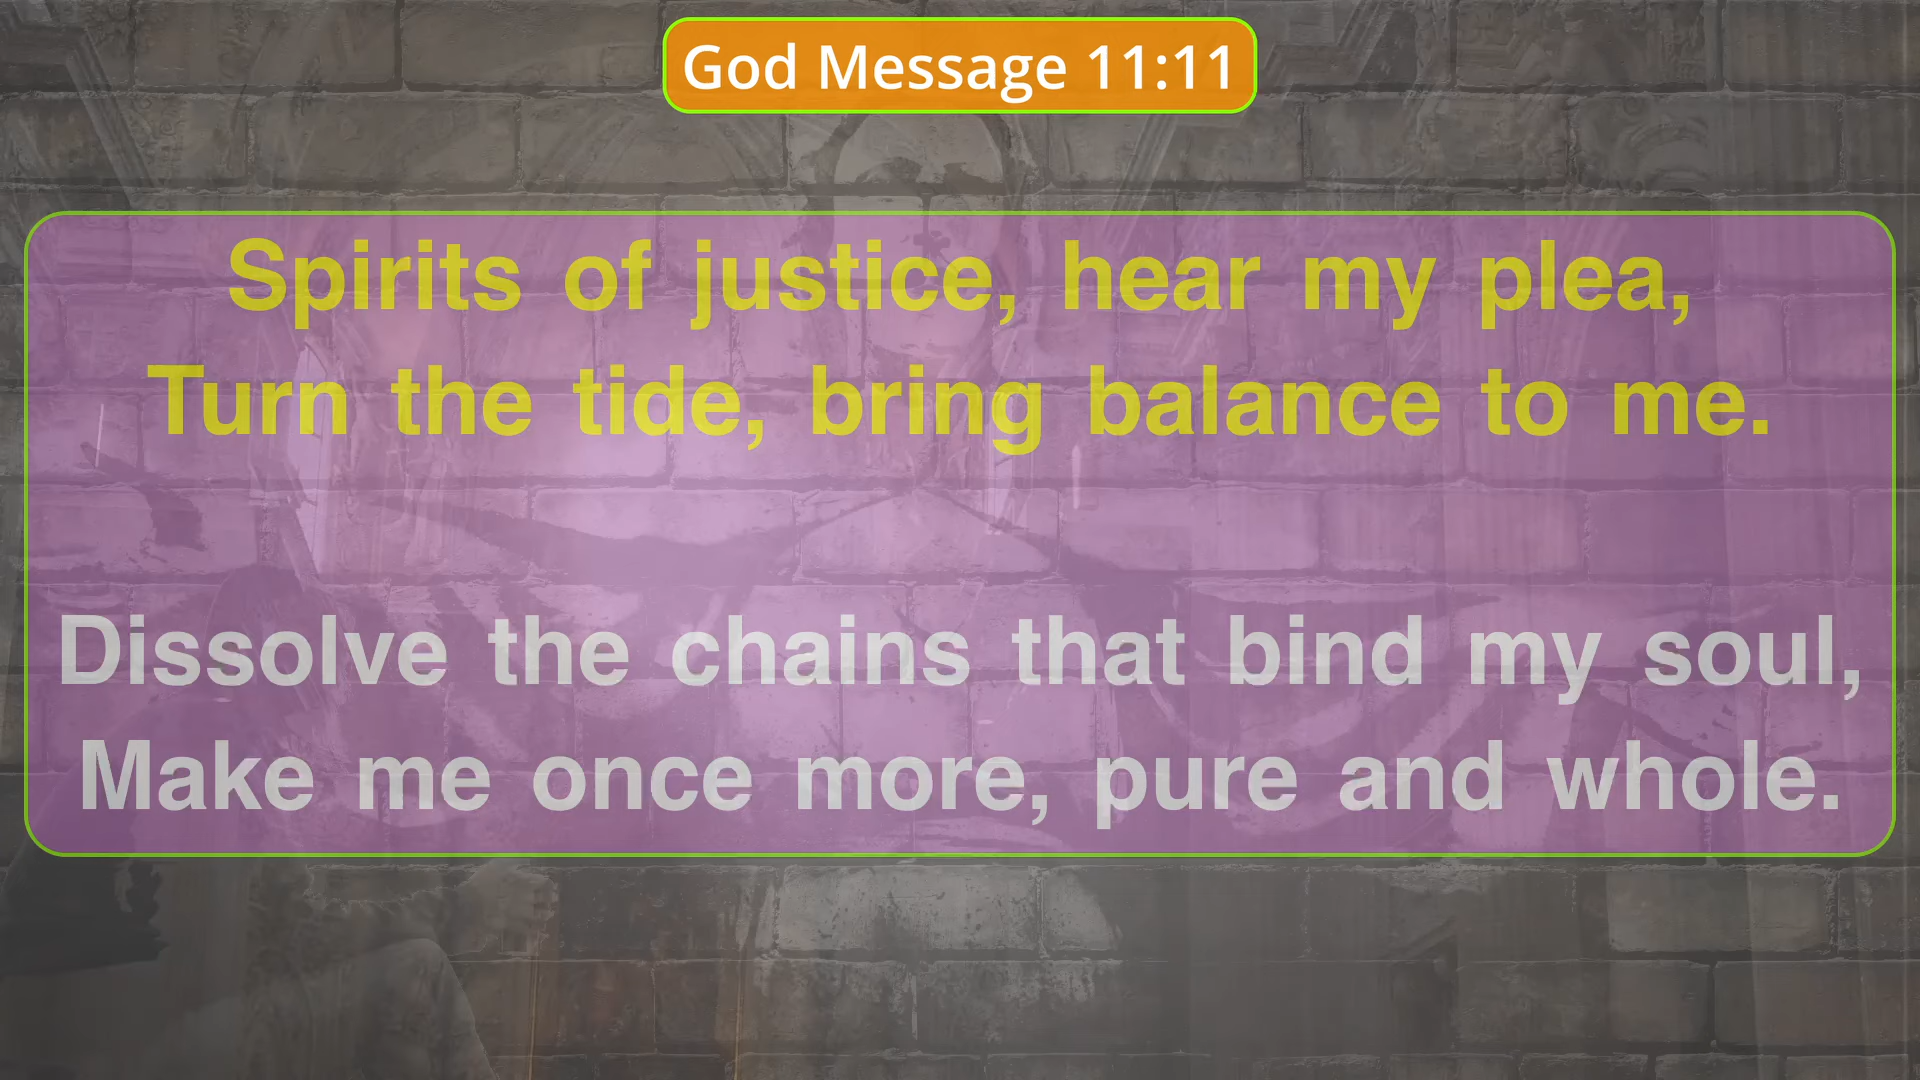 God Message 11:11
Spirits of justice, hear my plea,
Turn the tide, bring balance to me.
Dissolve the chains that bind my soul,
Make me once more, pure and whole.